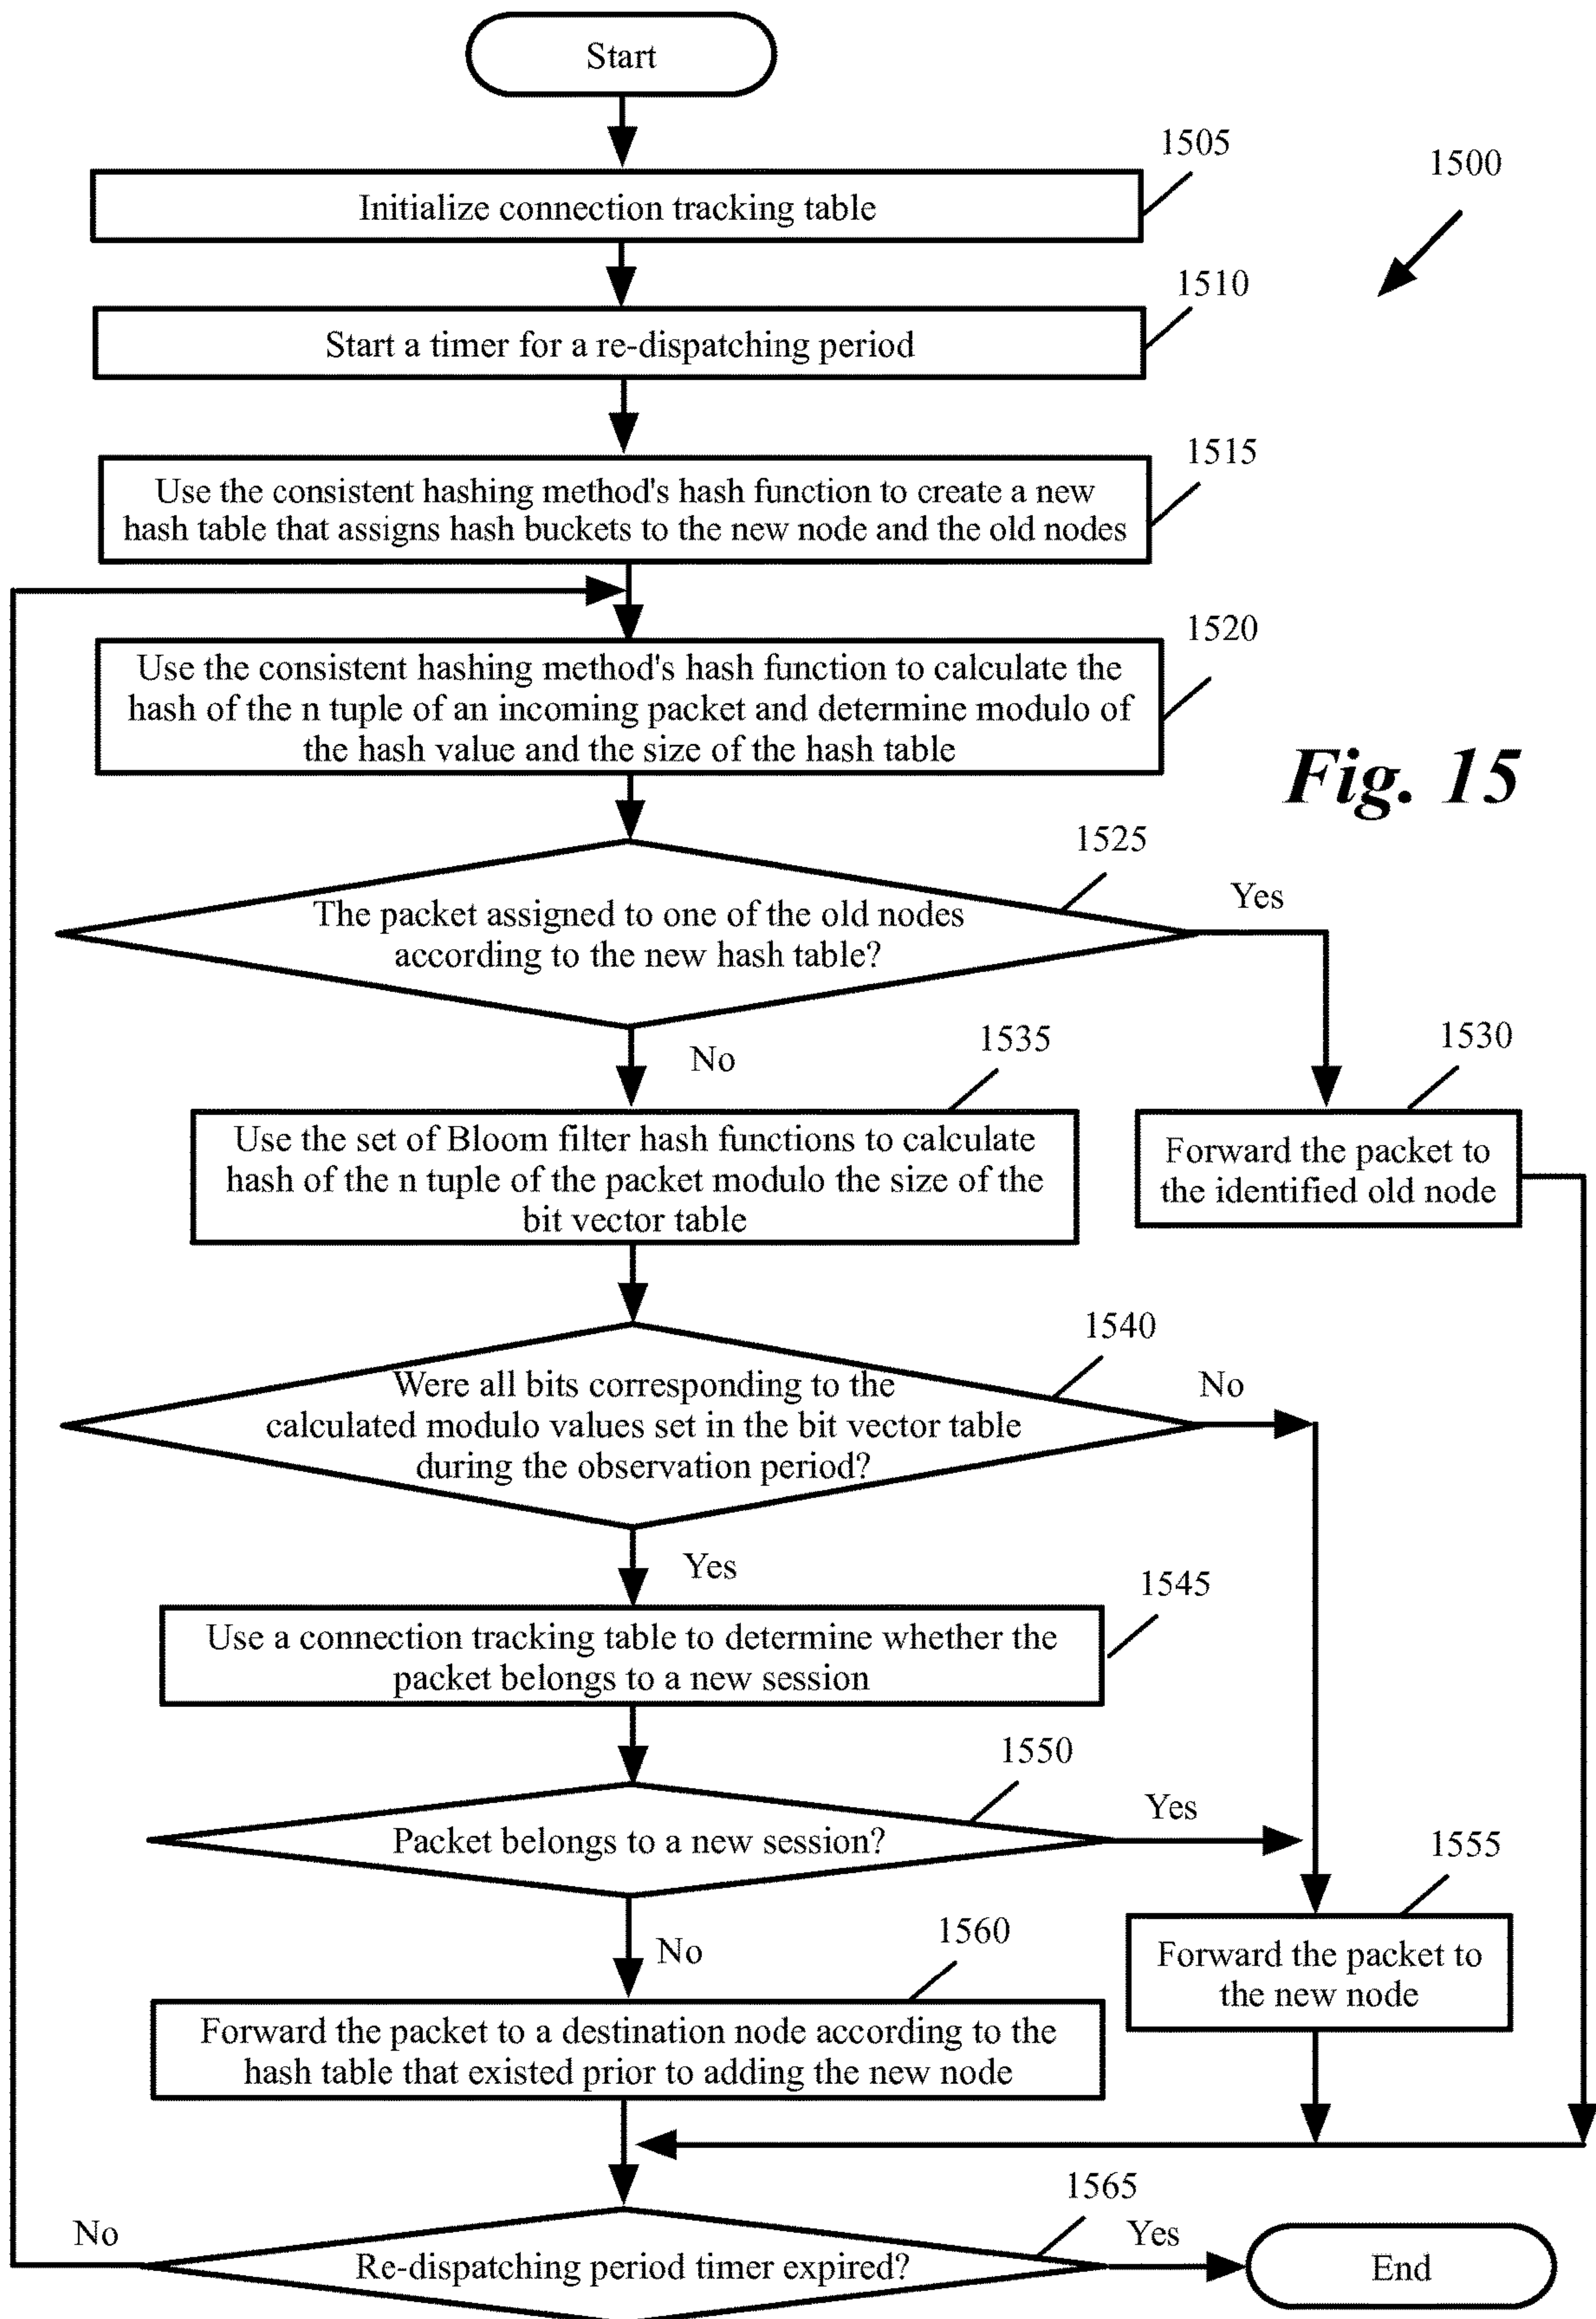 Start
1505
1500
Initialize connection tracking table
1510
Start a timer for a re-dispatching period
1515
Use the consistent hashing method's hash function to create a new
hash table that assigns hash buckets to the new node and the old nodes
1520
Use the consistent hashing method's hash function to calculate the
hash of the n tuple of an incoming packet and determine modulo of
the hash value and the size of the hash table
Fig. 15
1525
Yes
The packet assigned to one of the old nodes
according to the new hash table?
No
1535
1530
Use the set of Bloom filter hash functions to calculate
hash of the n tuple of the packet modulo the size of the
bit vector table
Forward the packet to
the identified old node
1540
No
Were all bits corresponding to the
calculated modulo values set in the bit vector table
during the observation period?
Yes
1545
Use a connection tracking table to determine whether the
packet belongs to a new session
1550
Yes
Packet belongs to a new session?
1555
No
1560
Forward the packet to
the new node
Forward the packet to a destination node according to the
hash table that existed prior to adding the new node
1565
No
Yes
Re-dispatching period timer expired?
End